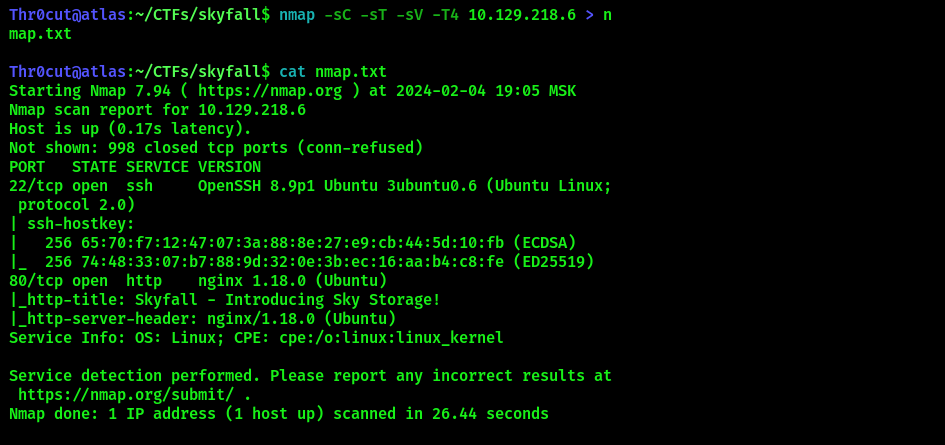 Thr0cut@atlas:~/CTFs/skyfall$ nmap -sC -sT -sV -T4 10.129.218.6 > n
map.txt
Thr0cut@atlas:~/CTFs/skyfall$ cat nmap.txt
Starting Nmap 7.94 ( https://nmap.org ) at 2024-02-04 19:05 MSK
Nmap scan report for 10.129.218.6
Host is up (0.17s latency).
Not shown: 998 closed tcp ports (conn-refused)
PORT   STATE SERVICE VERSION
22/tcp open  ssh     OpenSSH 8.9p1 Ubuntu 3ubuntu0.6 (Ubuntu Linux;
 protocol 2.0)
| ssh-hostkey:
|   256 65:70:f7:12:47:07:3a:88:8e:27:e9:cb:44:5d:10:fb (ECDSA)
|_  256 74:48:33:07:b7:88:9d:32:0e:3b:ec:16:aa:b4:c8:fe (ED25519)
80/tcp open  http    nginx 1.18.0 (Ubuntu)
|_http-title: Skyfall - Introducing Sky Storage!
|_http-server-header: nginx/1.18.0 (Ubuntu)
Service Info: OS: Linux; CPE: cpe:/o:linux:linux_kernel
Service detection performed. Please report any incorrect results at
 https://nmap.org/submit/ .
Nmap done: 1 IP address (1 host up) scanned in 26.44 seconds